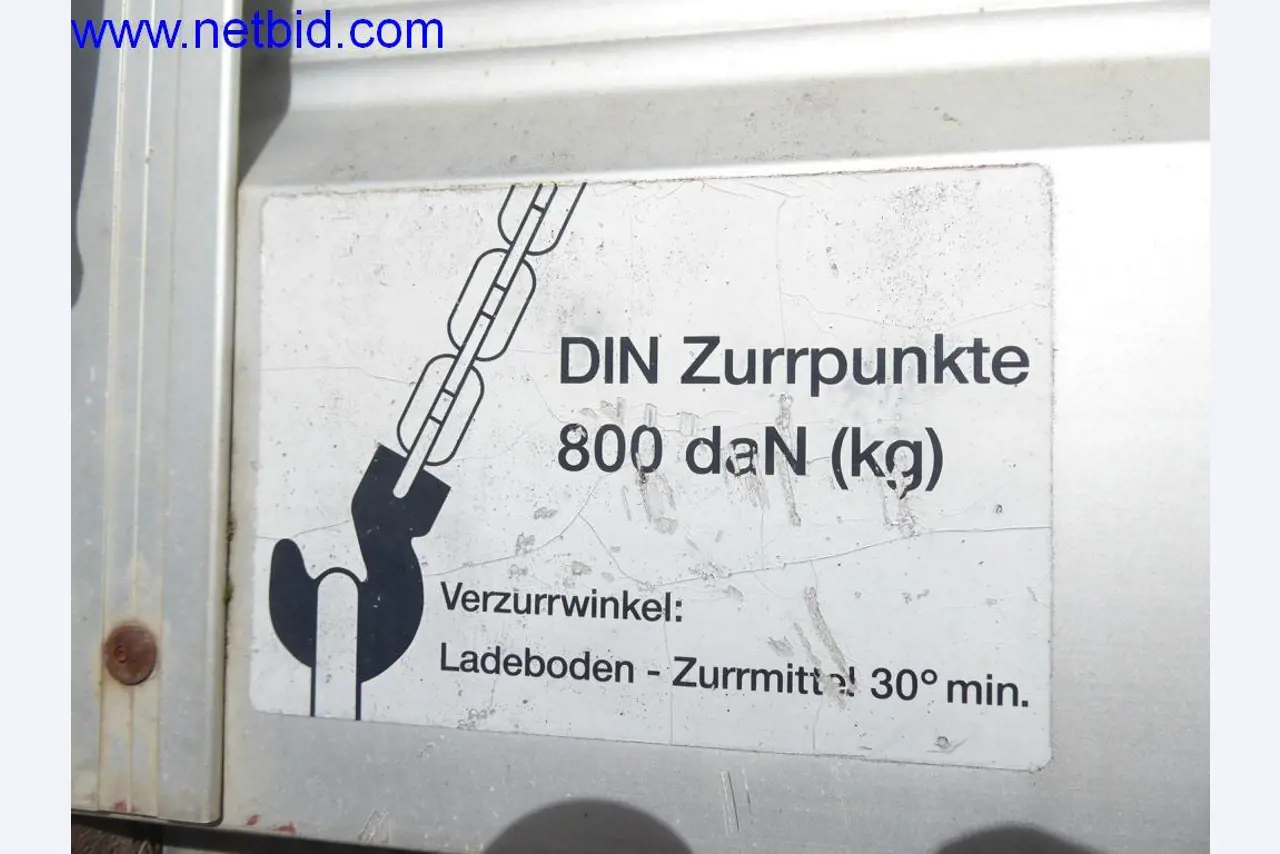 www.netbid.com
DIN Zurrpunkte
800 daN (kg)
Verzurrwinkel:
Ladeboden - Zurrmittel 30° min.